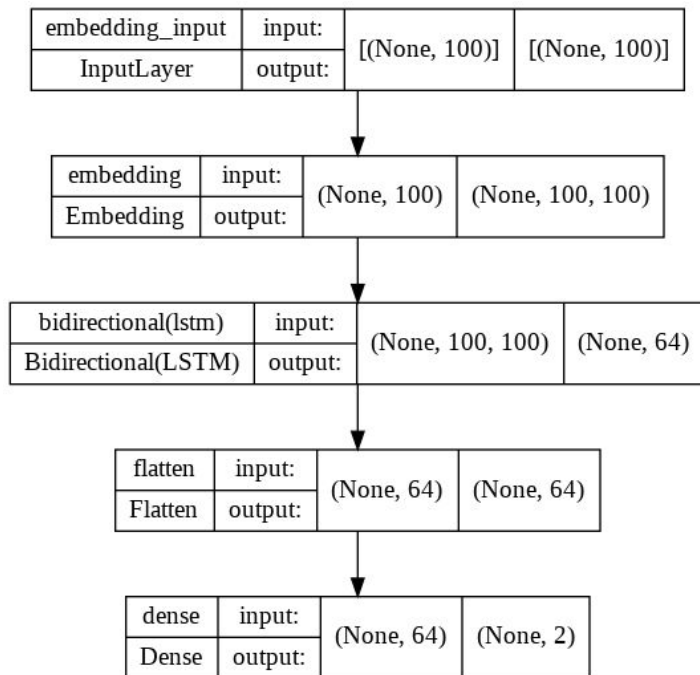 embedding_input input: [(None, 100)] [(None, 100)]
InputLayer output:
embedding input: (None, 100) (None, 100, 100)
Embedding output:
bidirectional(lstm) input: (None, 100, 100) (None, 64)
Bidirectional(LSTM) output:
flatten input: (None, 64) (None, 64)
Flatten output:
dense input: (None, 64) (None, 2)
Dense output: